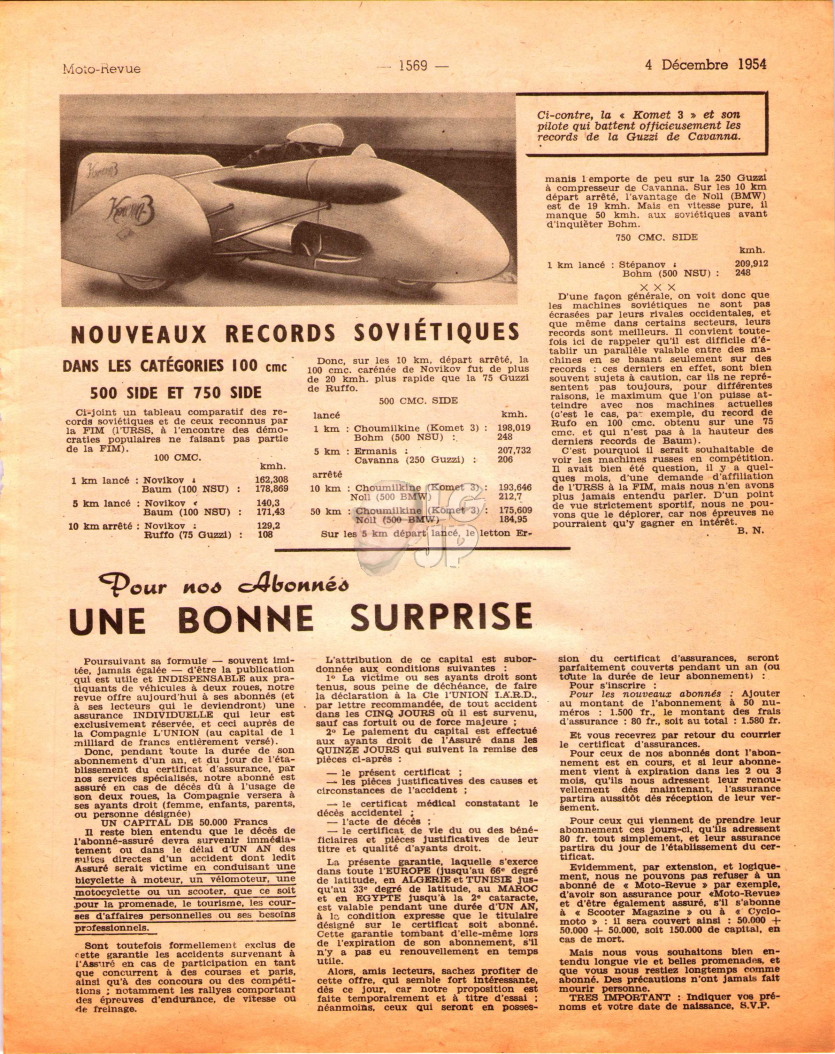 Moto-Revue
— 1569 —
4 Décembre 1954
Komet 3
Komet-3
Ci-contre, la « Komet 3 » et son
pilote qui battent officieusement les
records de la Guzzi de Cavanna.
NOUVEAUX RECORDS SOVIÉTIQUES
DANS LES CATÉGORIES 100 cmc
500 SIDE ET 750 SIDE
Ci-joint un tableau comparatif des re-
cords soviétiques et de ceux reconnus par
la FIM (l'URSS, à l'encontre des démo-
craties populaires ne faisant pas partie
de la FIM).
100 CMC.
kmh.
1 km lancé : Novikov : 162,308
Baum (100 NSU) : 178,869
5 km lancé : Novikov : 140,3
Baum (100 NSU) : 171,43
10 km arrêté : Novikov : 129,2
Ruffo (75 Guzzi) : 108
Donc, sur les 10 km, départ arrêté, la
100 cmc. carénée de Novikov fut de plus
de 20 kmh. plus rapide que la 75 Guzzi
de Ruffo.
500 CMC. SIDE
lancé kmh.
1 km : Choumilkine (Komet 3) : 198,019
Bohm (500 NSU) : 248
5 km : Ermanis : 207,732
Cavanna (250 Guzzi) : 206
arrêté
10 km : Choumilkine (Komet 3) : 193,646
Noll (500 BMW) 212,7
50 km : Choumilkine (Komet 3) : 175,609
Noll (500 BMW) 184,95
Sur les 5 km départ lancé, le letton Er-
manis l'emporte de peu sur la 250 Guzzi
à compresseur de Cavanna. Sur les 10 km
départ arrêté, l'avantage de Noll (BMW)
est de 19 kmh. Mais en vitesse pure, il
manque 50 kmh. aux soviétiques avant
d'inquièter Bohm.
750 CMC. SIDE
kmh.
1 km lancé : Stépanov : 209,912
Bohm (500 NSU) : 248
X X X
D'une façon générale, on voit donc que
les machines soviétiques ne sont pas
écrasées par leurs rivales occidentales, et
que même dans certains secteurs, leurs
records sont meilleurs. Il convient toute-
fois ici de rappeler qu'il est difficile d'é-
tablir un parallèle valable entre des ma-
chines en se basant seulement sur des
records : ces derniers en effet, sont bien
souvent sujets à caution, car ils ne repré-
sentent pas toujours, pour différentes
raisons, le maximum que l'on puisse at-
teindre avec nos machines actuelles
(c'est le cas, par exemple, du record de
Rufo en 100 cmc. obtenu sur une 75
cmc. et qui n'est pas à la hauteur des
derniers records de Baum).
C'est pourquoi il serait souhaitable de
voir les machines russes en compétition.
Il avait bien été question, il y a quel-
ques mois, d'une demande d'affiliation
de l'URSS à la FIM, mais nous n'en avons
plus jamais entendu parler. D'un point
de vue strictement sportif, nous ne pou-
vons que le déplorer, car nos épreuves ne
pourraient qu'y gagner en intérêt.
B. N.
Pour nos Abonnés
UNE BONNE SURPRISE
Poursuivant sa formule — souvent imi-
tée, jamais égalée — d'être la publication
qui est utile et INDISPENSABLE aux pra-
tiquants de véhicules à deux roues, notre
revue offre aujourd'hui à ses abonnés (et
à ses lecteurs qui le deviendront) une
assurance INDIVIDUELLE qui leur est
exclusivement réservée, et ceci auprès de
la Compagnie L'UNION (au capital de 1
milliard de francs entièrement versé).
Donc, pendant toute la durée de son
abonnement d'un an, et du jour de l'éta-
blissement du certificat d'assurance, par
nos services spécialisés, notre abonné est
assuré en cas de décès dû à l'usage de
son deux roues, la Compagnie versera à
ses ayants droit (femme, enfants, parents,
ou personne désignée)
UN CAPITAL DE 50.000 Francs
Il reste bien entendu que le décès de
l'abonné-assuré devra survenir immédia-
tement ou dans le délai d'UN AN des
suites directes d'un accident dont ledit
Assuré serait victime en conduisant une
bicyclette à moteur, un vélomoteur, une
motocyclette ou un scooter, que ce soit
pour la promenade, le tourisme, les cour-
ses d'affaires personnelles ou ses besoins
professionnels.
Sont toutefois formellement exclus de
cette garantie les accidents survenant à
l'Assuré en cas de participation en tant
que concurrent à des courses et paris,
ainsi qu'à des concours ou des compéti-
tions ; notamment les rallyes comportant
des épreuves d'endurance, de vitesse ou
de freinage.
L'attribution de ce capital est subor-
donnée aux conditions suivantes :
1° La victime ou ses ayants droit sont
tenus, sous peine de déchéance, de faire
la déclaration à la Cie l'UNION I.A.R.D.,
par lettre recommandée, de tout accident
dans les CINQ JOURS où il est survenu,
sauf cas fortuit ou de force majeure ;
2° Le paiement du capital est effectué
aux ayants droit de l'Assuré dans les
QUINZE JOURS qui suivent la remise des
pièces ci-après :
— le présent certificat ;
— les pièces justificatives des causes et
circonstances de l'accident ;
— le certificat médical constatant le
décès accidentel ;
— l'acte de décès ;
— le certificat de vie du ou des béné-
ficiaires et pièces justificatives de leur
titre et qualité d'ayants droit.
La présente garantie, laquelle s'exerce
dans toute l'EUROPE (jusqu'au 66e degré
de latitude, en ALGERIE et TUNISIE jus-
qu'au 33e degré de latitude, au MAROC
et en EGYPTE jusqu'à la 2e cataracte,
est valable pendant une durée d'UN AN,
à la condition expresse que le titulaire
désigné sur le certificat soit abonné.
Cette garantie tombant d'elle-même lors
de l'expiration de son abonnement, s'il
n'y a pas eu renouvellement en temps
utile.
Alors, amis lecteurs, sachez profiter de
cette offre, qui semble fort intéressante,
dès ce jour, car notre proposition est
faite temporairement et à titre d'essai ;
néanmoins, ceux qui seront en posses-
sion du certificat d'assurances, seront
parfaitement couverts pendant un an (ou
toute la durée de leur abonnement) :
Pour s'inscrire :
Pour les nouveaux abonnés : Ajouter
au montant de l'abonnement à 50 nu-
méros : 1.500 fr., le montant des frais
d'assurance : 80 fr., soit au total : 1.580 fr.
Et vous recevrez par retour du courrier
le certificat d'assurances.
Pour ceux de nos abonnés dont l'abon-
nement est en cours, et si leur abonne-
ment vient à expiration dans les 2 ou 3
mois, qu'ils nous adressent leur renou-
vellement dès maintenant, l'assurance
partira aussitôt dès réception de leur ver-
sement.
Pour ceux qui viennent de prendre leur
abonnement ces jours-ci, qu'ils adressent
80 fr. tout simplement, et leur assurance
partira du jour de l'établissement du cer-
tificat.
Evidemment, par extension, et logique-
ment, nous ne pouvons pas refuser à un
abonné de « Moto-Revue » par exemple,
d'avoir son assurance pour «Moto-Revue»
et d'être également assuré, s'il s'abonne
à « Scooter Magazine » ou à « Cyclo-
moto » : il sera couvert ainsi : 50.000 +
50.000 + 50.000, soit 150.000 de capital, en
cas de mort.
Mais nous vous souhaitons bien en-
tendu longue vie et belles promenades, et
que vous nous restiez longtemps comme
abonné. Des précautions n'ont jamais fait
mourir personne.
TRES IMPORTANT : Indiquer vos pré-
noms et votre date de naissance, S.V.P.